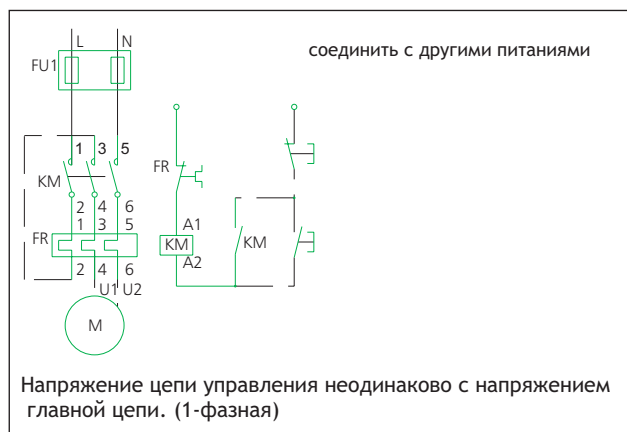 L N
соединить с другими питаниями
FU1
1 3 5
FR
KM
2 4 6
1 3 5
A1
FR
KM
KM
A2
2 4 6
U1 U2
M
Напряжение цепи управления неодинаково с напряжением
главной цепи. (1-фазная)